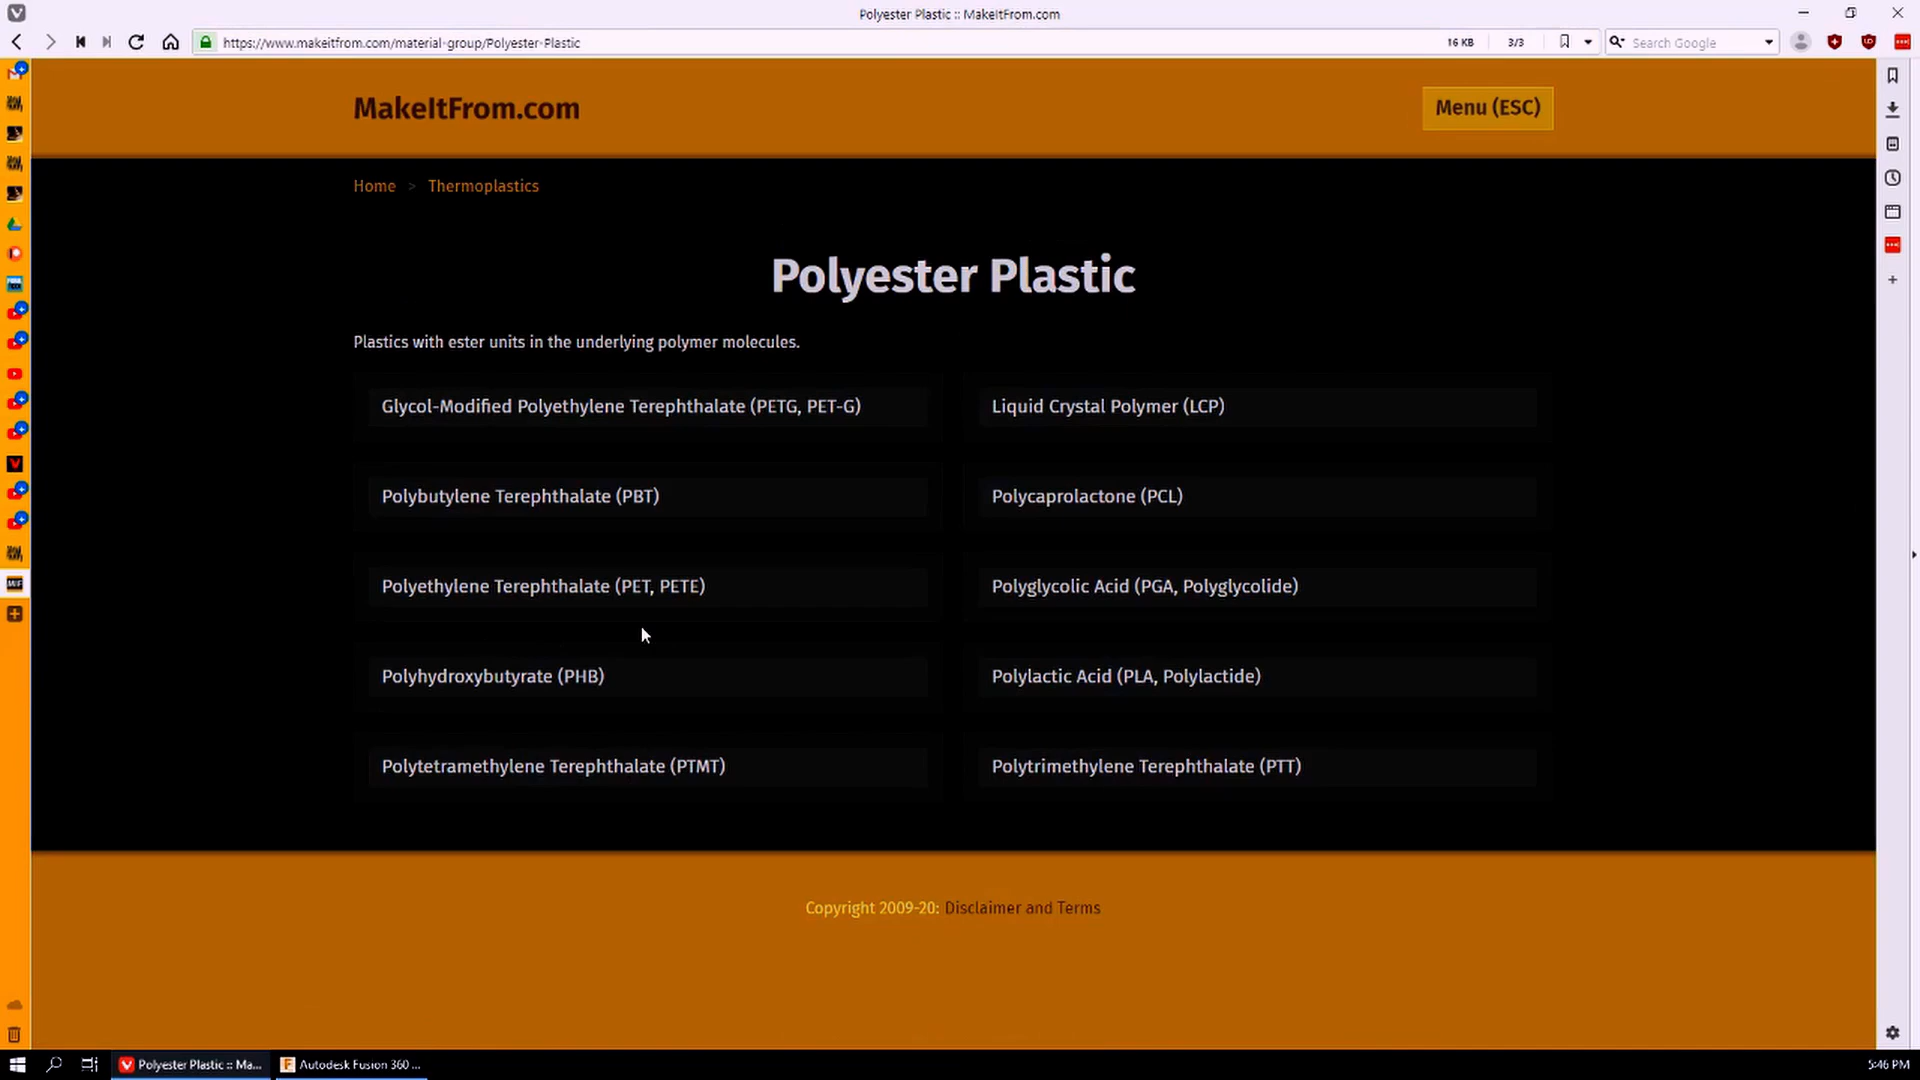 Polyester Plastic :: MakeItFrom.com
https://www.makeitfrom.com/material-group/Polyester-Plastic
16 KB
3/3
Search Google
MakeItFrom.com
Menu (ESC)
Home > Thermoplastics
Polyester Plastic
Plastics with ester units in the underlying polymer molecules.
Glycol-Modified Polyethylene Terephthalate (PETG, PET-G)
Liquid Crystal Polymer (LCP)
Polybutylene Terephthalate (PBT)
Polycaprolactone (PCL)
Polyethylene Terephthalate (PET, PETE)
Polyglycolic Acid (PGA, Polyglycolide)
Polyhydroxybutyrate (PHB)
Polylactic Acid (PLA, Polylactide)
Polytetramethylene Terephthalate (PTMT)
Polytrimethylene Terephthalate (PTT)
Copyright 2009-20: Disclaimer and Terms
Polyester Plastic :: Ma...
Autodesk Fusion 360 ...
5:46 PM